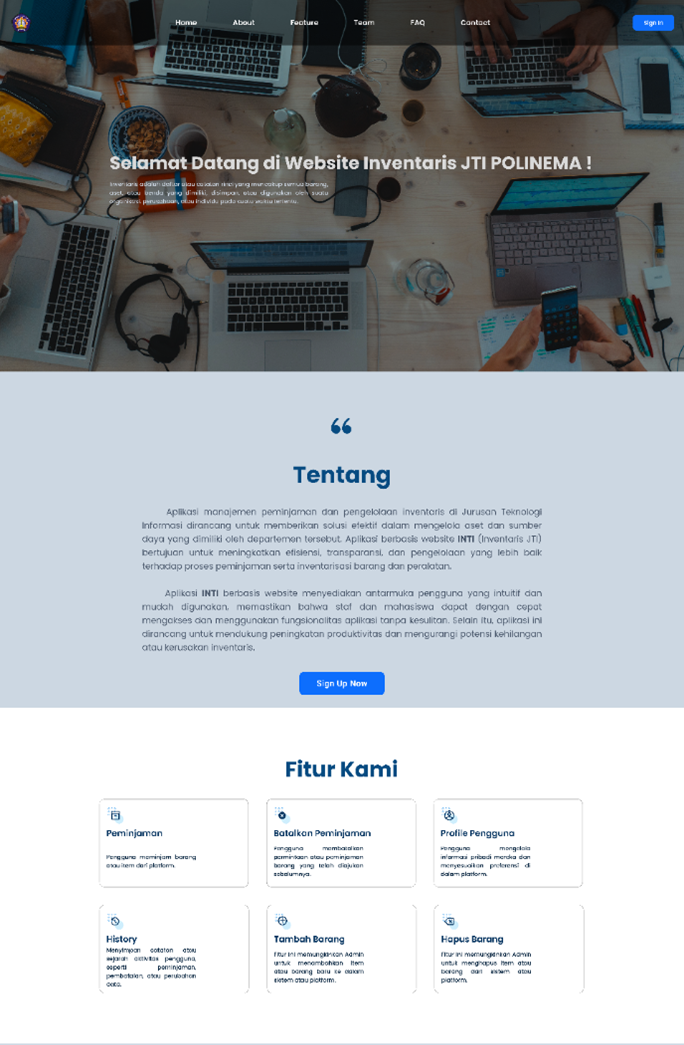 Home About Feature Team FAQ Contact Sign In
Selamat Datang di Website Inventaris JTI POLINEMA !
Inventaris adalah daftar atau catatan rinci yang mencakup semua barang,
aset, atau benda yang dimiliki, disimpan, atau digunakan oleh suatu
organisasi, perusahaan, atau individu pada suatu waktu tertentu.
Tentang
Aplikasi manajemen peminjaman dan pengelolaan inventaris di Jurusan Teknologi
Informasi dirancang untuk memberikan solusi efektif dalam mengelola aset dan sumber
daya yang dimiliki oleh departemen tersebut. Aplikasi berbasis website INTI (Inventaris JTI)
bertujuan untuk meningkatkan efisiensi, transparansi, dan pengelolaan yang lebih baik
terhadap proses peminjaman serta inventarisasi barang dan peralatan.
Aplikasi INTI berbasis website menyediakan antarmuka pengguna yang intuitif dan
mudah digunakan, memastikan bahwa staf dan mahasiswa dapat dengan cepat
mengakses dan menggunakan fungsionalitas aplikasi tanpa kesulitan. Selain itu, aplikasi ini
dirancang untuk mendukung peningkatan produktivitas dan mengurangi potensi kehilangan
atau kerusakan inventaris.
Sign Up Now
Fitur Kami
Peminjaman
Pengguna meminjam barang
atau item dari platform.
Batalkan Peminjaman
Pengguna membatalkan
permintaan atau peminjaman
barang yang telah diajukan
sebelumnya.
Profile Pengguna
Pengguna mengelola
informasi pribadi mereka dan
menyesuaikan preferensi di
dalam platform.
History
Menyimpan catatan atau
sejarah aktivitas pengguna,
seperti peminjaman,
pembatalan, atau perubahan
data.
Tambah Barang
Fitur ini memungkinkan Admin
untuk menambahkan item
atau barang baru ke dalam
sistem atau platform.
Hapus Barang
Fitur ini memungkinkan Admin
untuk menghapus item atau
barang dari sistem atau
platform.